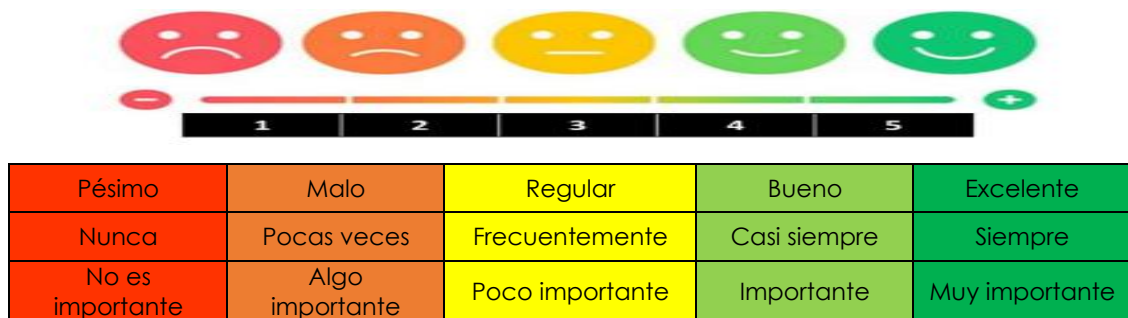 − +
1 2 3 4 5
Pésimo Malo Regular Bueno Excelente
Nunca Pocas veces Frecuentemente Casi siempre Siempre
No es importante Algo importante Poco importante Importante Muy importante